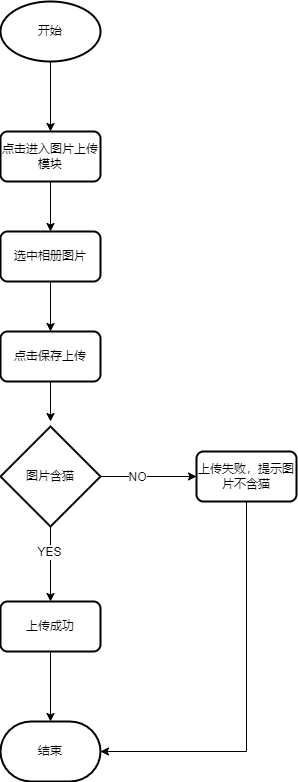 开始
点击进入图片上传
模块
选中相册图片
点击保存上传
图片含猫
NO
上传失败，提示图
片不含猫
YES
上传成功
结束